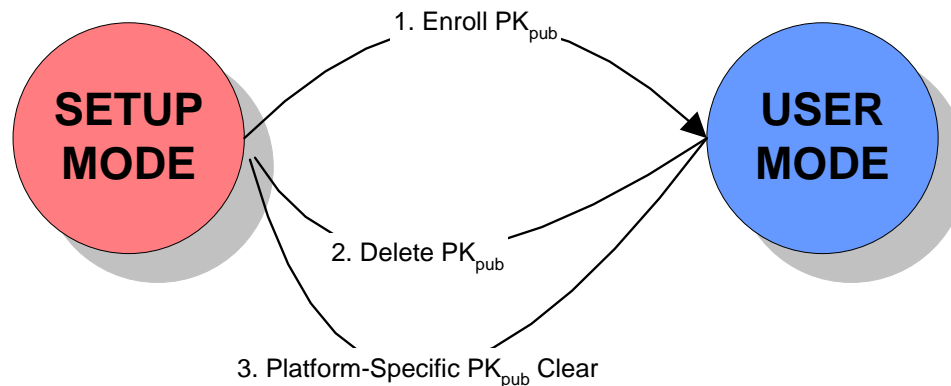 1. Enroll PKpub
SETUP
MODE
USER
MODE
2. Delete PKpub
3. Platform-Specific PKpub Clear